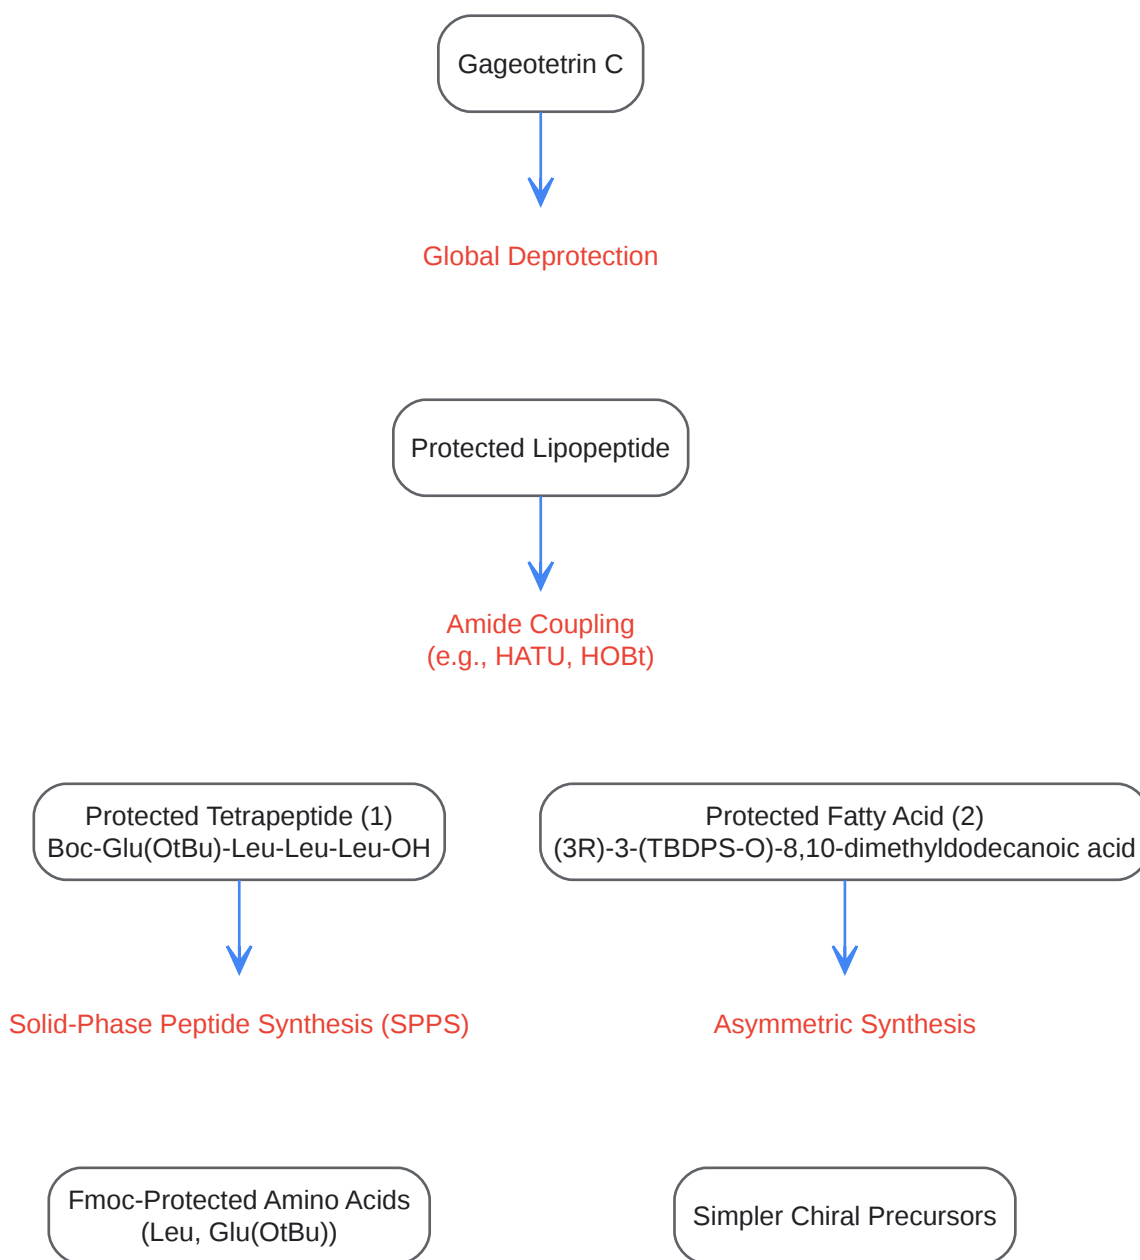 Gageotetrin C
Global Deprotection
Protected Lipopeptide
Amide Coupling
(e.g., HATU, HOBt)
Protected Tetrapeptide (1)
Boc-Glu(OtBu)-Leu-Leu-Leu-OH
Protected Fatty Acid (2)
(3R)-3-(TBDPS-O)-8,10-dimethyldodecanoic acid
Solid-Phase Peptide Synthesis (SPPS)
Asymmetric Synthesis
Fmoc-Protected Amino Acids
(Leu, Glu(OtBu))
Simpler Chiral Precursors